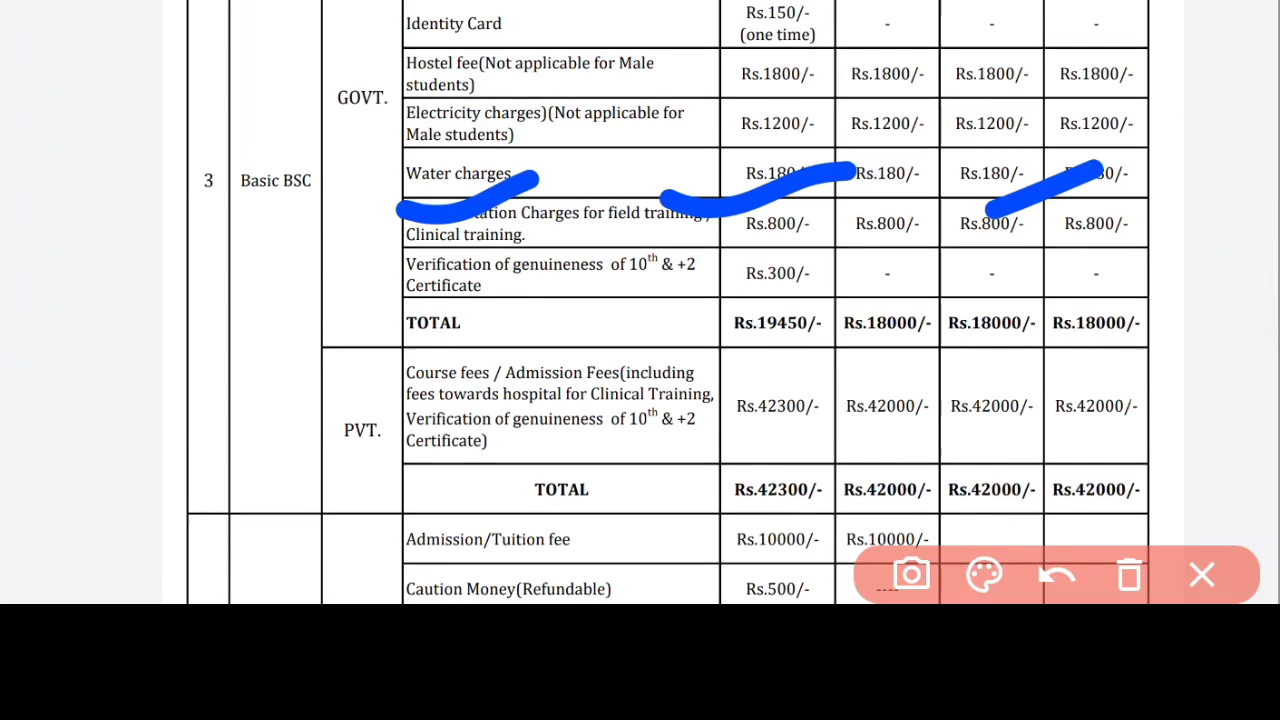 Identity Card Rs.150/- (one time) - - -
Hostel fee(Not applicable for Male
students) Rs.1800/- Rs.1800/- Rs.1800/- Rs.1800/-
GOVT.
Electricity charges)(Not applicable for
Male students) Rs.1200/- Rs.1200/- Rs.1200/- Rs.1200/-
3 Basic BSC
Water charges Rs.180/- Rs.180/- Rs.180/-
Charges for field training /
Clinical training. Rs.800/- Rs.800/- Rs.800/- Rs.800/-
Verification of genuineness of 10th & +2
Certificate Rs.300/- - - -
TOTAL Rs.19450/- Rs.18000/- Rs.18000/- Rs.18000/-
PVT.
Course fees / Admission Fees(including
fees towards hospital for Clinical Training,
Verification of genuineness of 10th & +2
Certificate) Rs.42300/- Rs.42000/- Rs.42000/- Rs.42000/-
TOTAL Rs.42300/- Rs.42000/- Rs.42000/- Rs.42000/-
Admission/Tuition fee Rs.10000/- Rs.10000/-
Caution Money(Refundable) Rs.500/- ----